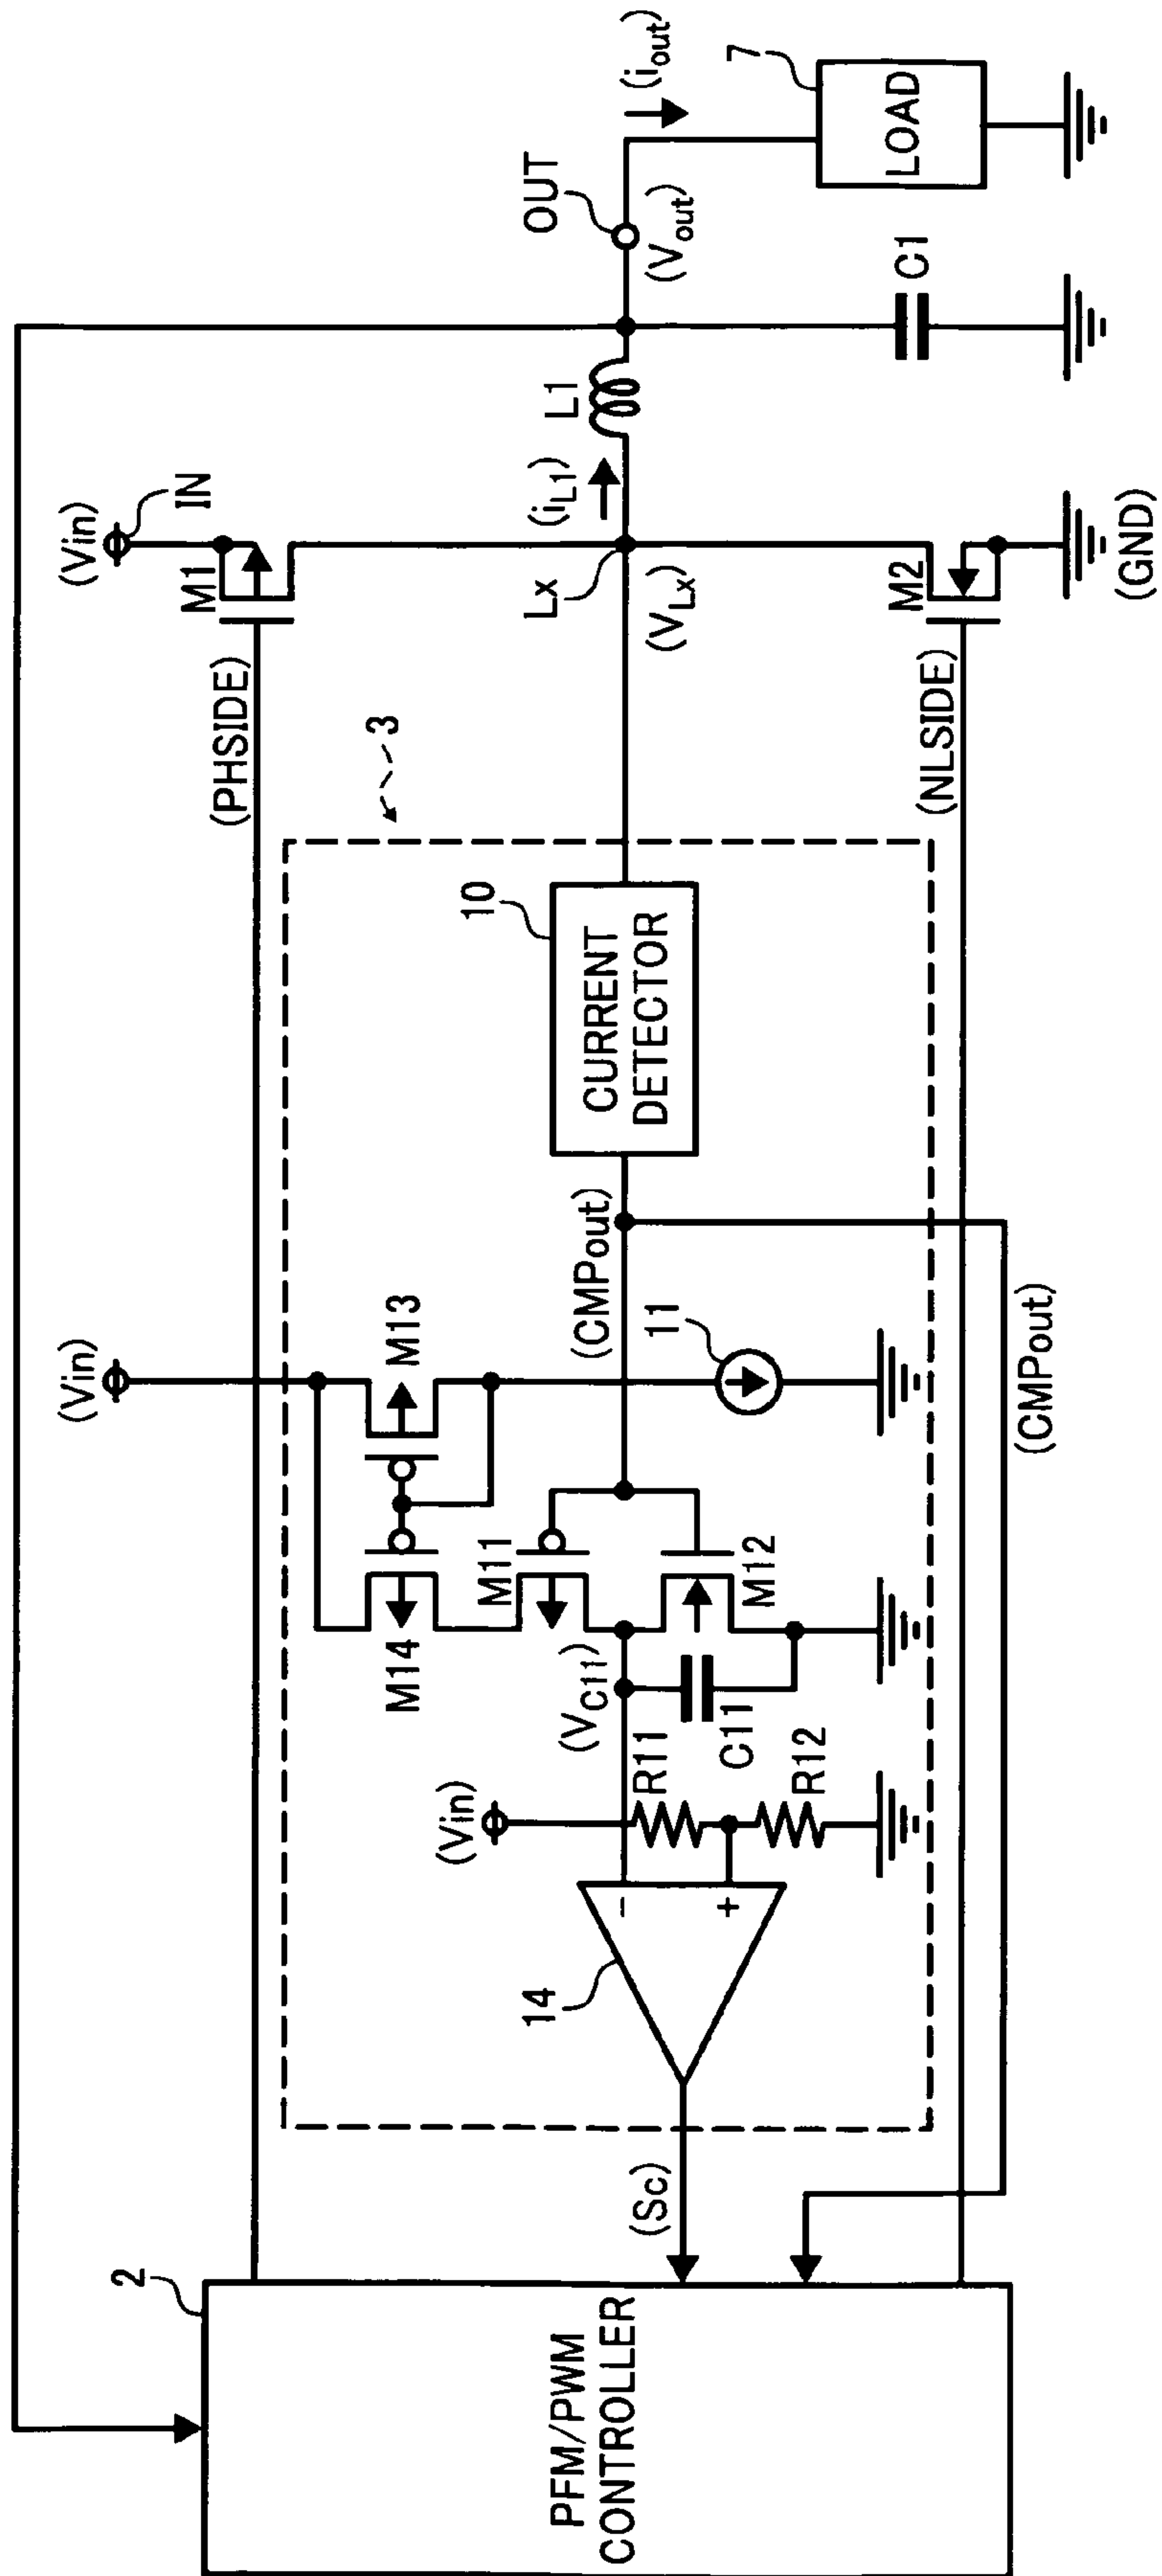 (Vin)
IN
M1
(PHSIDE)
2
PFM/PWM
CONTROLLER
(Sc)
14
-
+
(Vin)
R11
R12
(VC11)
C11
M14
M13
(Vin)
M11
M12
11
(CMPout)
(CMPout)
10
CURRENT
DETECTOR
3
(NLSIDE)
Lx
(VLx)
M2
(GND)
(iL1)
L1
C1
OUT
(Vout)
(iout)
7
LOAD